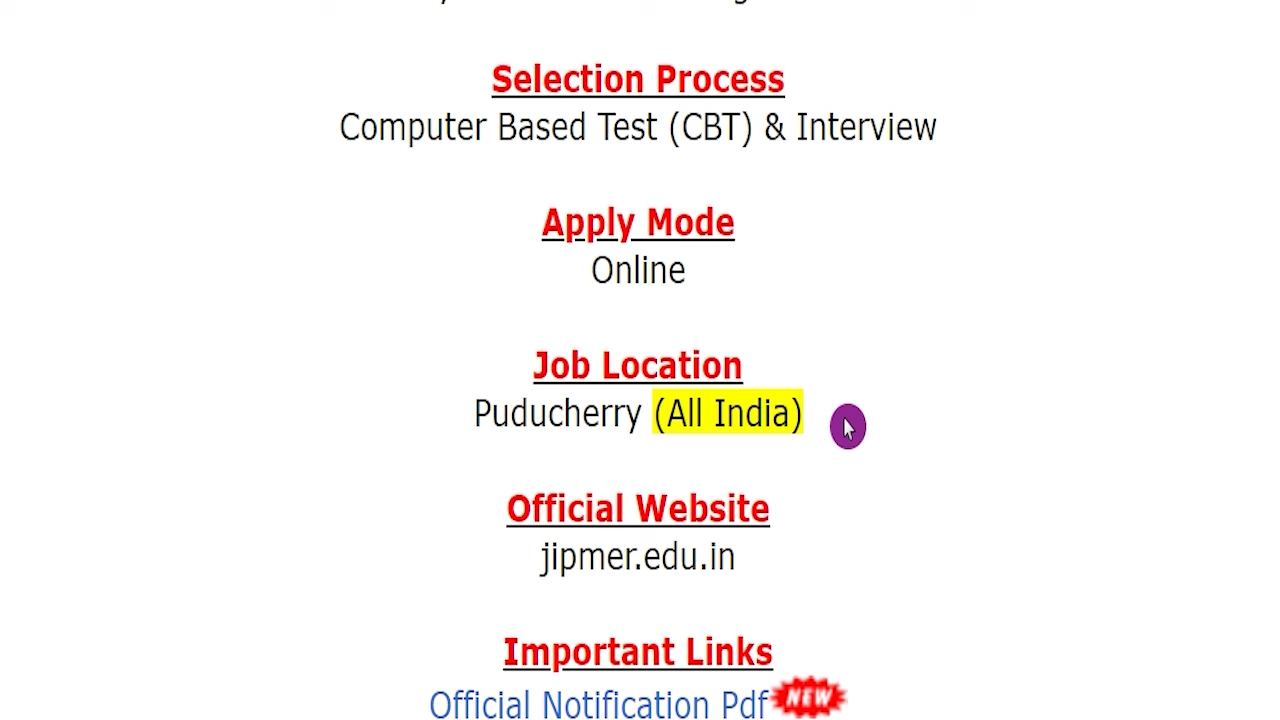 Selection Process
Computer Based Test (CBT) & Interview
Apply Mode
Online
Job Location
Puducherry (All India)
Official Website
jipmer.edu.in
Important Links
Official Notification Pdf NEW